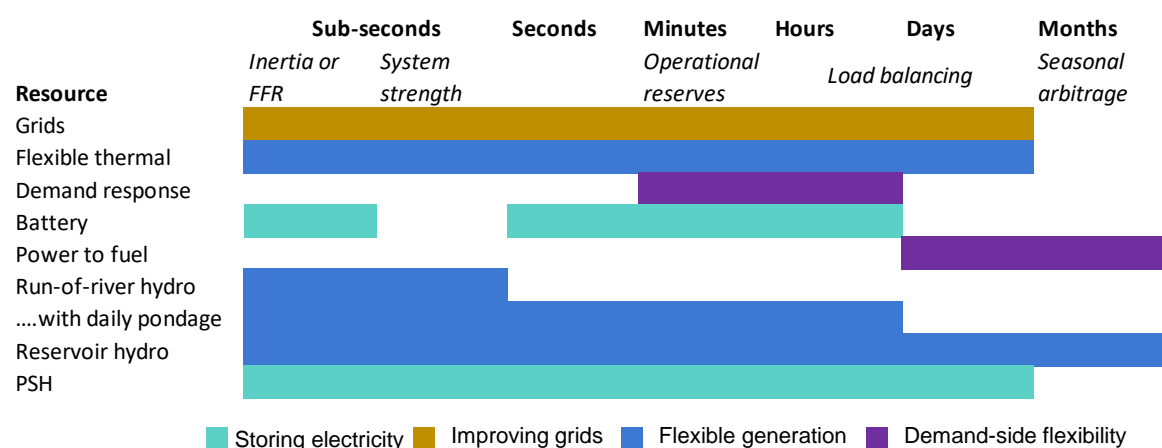 Sub-seconds Seconds Minutes Hours Days Months
Inertia or System Operational Load balancing Seasonal
Resource FFR strength reserves arbitrage
Grids
Flexible thermal
Demand response
Battery
Power to fuel
Run-of-river hydro
....with daily pondage
Reservoir hydro
PSH
Storing electricity Improving grids Flexible generation Demand-side flexibility